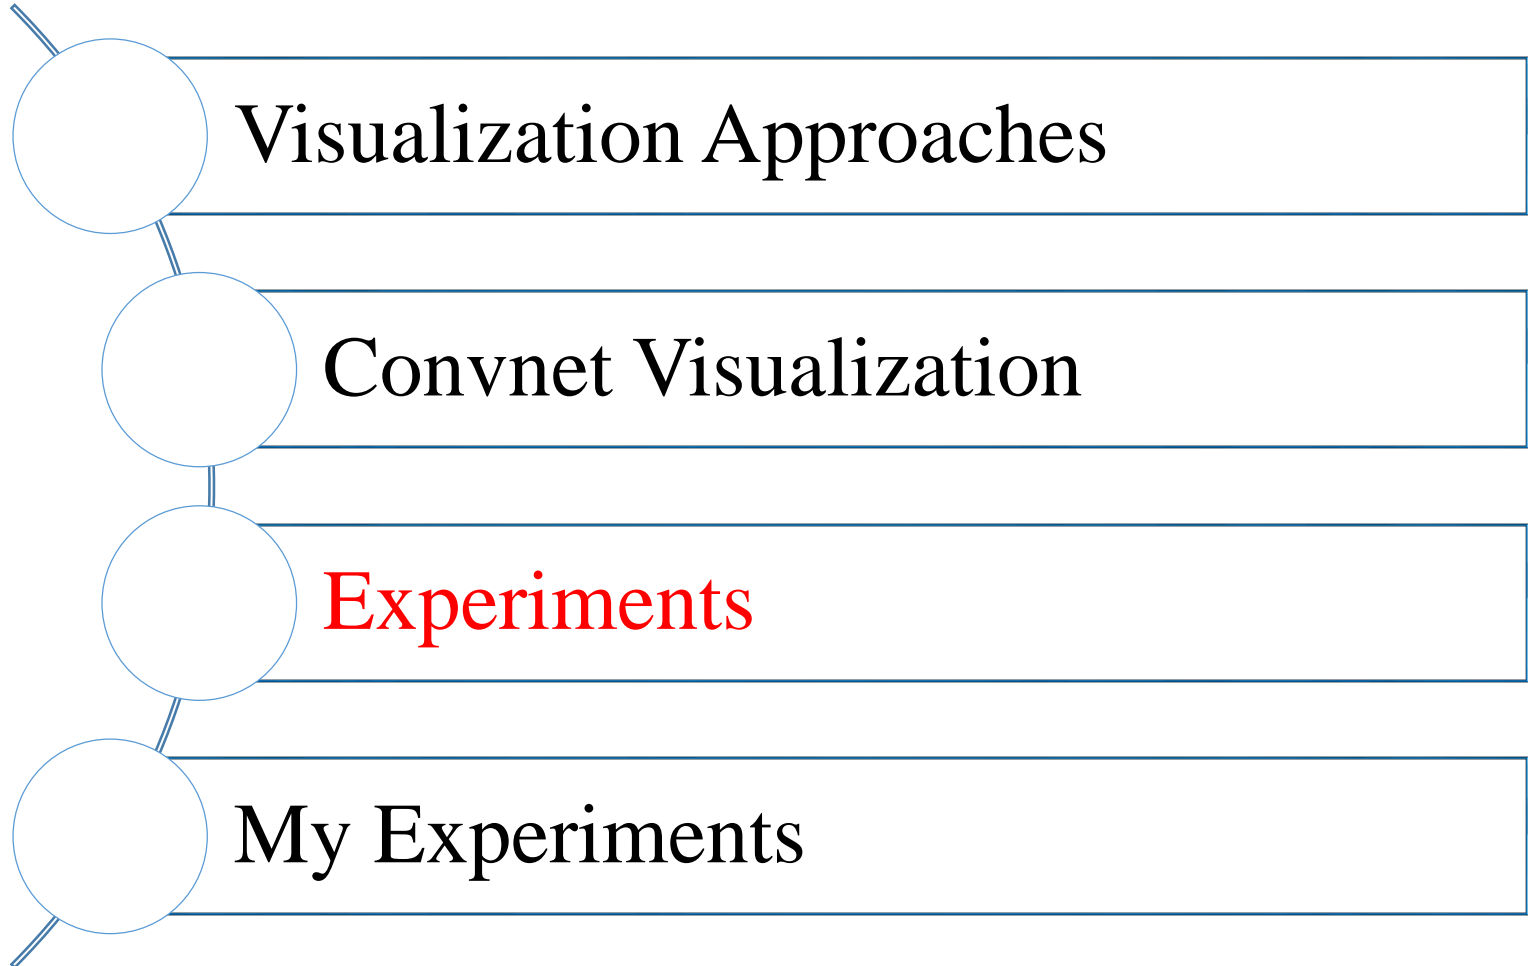 Visualization Approaches
Convnet Visualization
Experiments
My Experiments